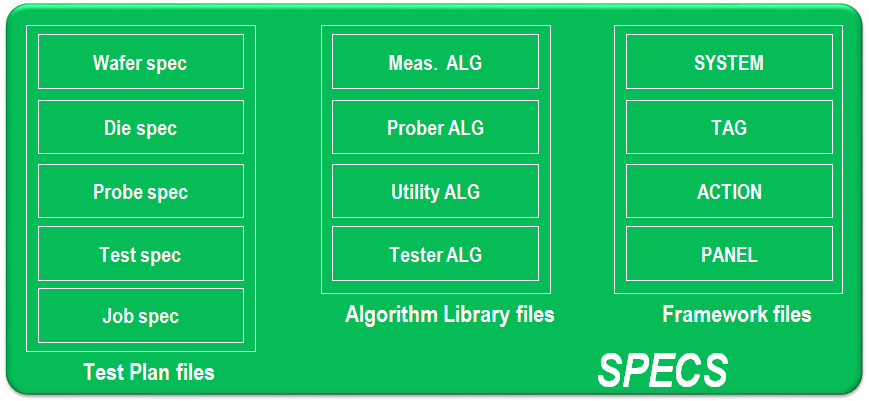 Wafer spec
Die spec
Probe spec
Test spec
Job spec
Test Plan files
Meas.  ALG
Prober ALG
Utility ALG
Tester ALG
Algorithm Library files
SYSTEM
TAG
ACTION
PANEL
Framework files
SPECS